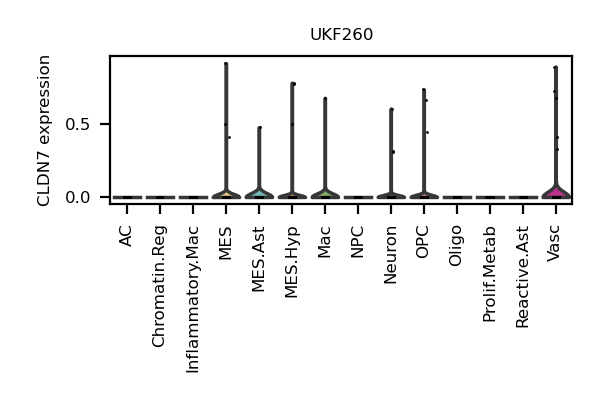 UKF260
CLDN7 expression
0.5
0.0
AC
Chromatin.Reg
Inflammatory.Mac
MES
MES.Ast
MES.Hyp
Mac
NPC
Neuron
OPC
Oligo
Prolif.Metab
Reactive.Ast
Vasc